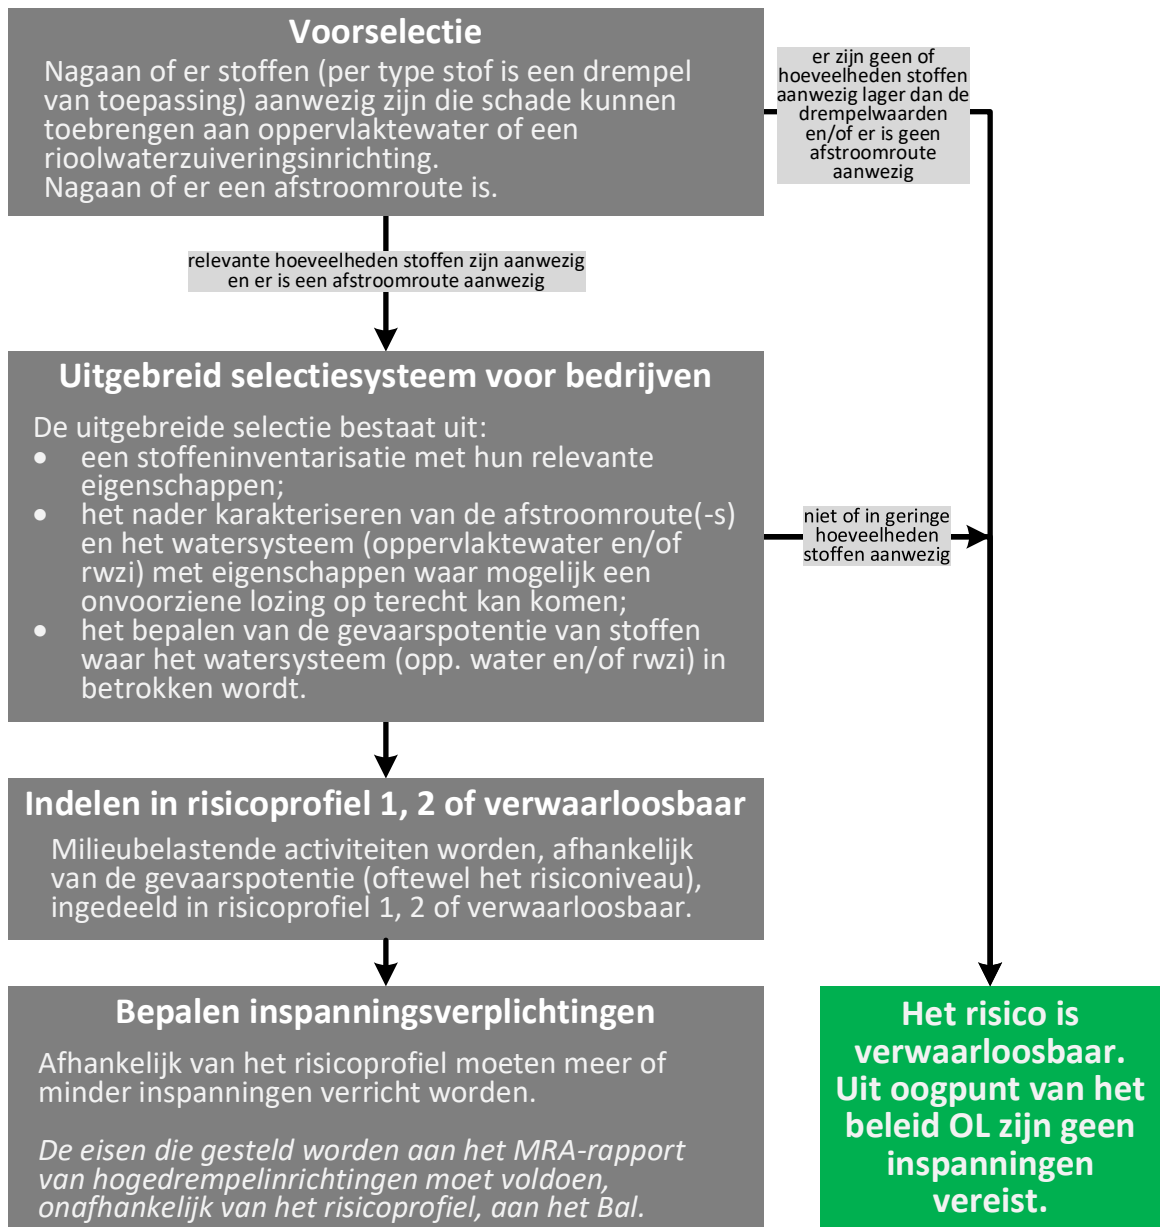 Voorselectie
Nagaan of er stoffen (per type stof is een drempel
van toepassing) aanwezig zijn die schade kunnen
toebrengen aan oppervlaktewater of een
rioolwaterzuiveringsinrichting.
Nagaan of er een afstroomroute is.
er zijn geen of
hoeveelheden stoffen
aanwezig lager dan de
drempelwaarden
en/of er is geen
afstroomroute
aanwezig
relevante hoeveelheden stoffen zijn aanwezig
en er is een afstroomroute aanwezig
Uitgebreid selectiesysteem voor bedrijven
De uitgebreide selectie bestaat uit:
• een stoffeninventarisatie met hun relevante
eigenschappen;
• het nader karakteriseren van de afstroomroute(-s)
en het watersysteem (oppervlaktewater en/of
rwzi) met eigenschappen waar mogelijk een
onvoorziene lozing op terecht kan komen;
• het bepalen van de gevaarspotentie van stoffen
waar het watersysteem (opp. water en/of rwzi) in
betrokken wordt.
niet of in geringe
hoeveelheden
stoffen aanwezig
Indelen in risicoprofiel 1, 2 of verwaarloosbaar
Milieubelastende activiteiten worden, afhankelijk
van de gevaarspotentie (oftewel het risiconiveau),
ingedeeld in risicoprofiel 1, 2 of verwaarloosbaar.
Bepalen inspanningsverplichtingen
Afhankelijk van het risicoprofiel moeten meer of
minder inspanningen verricht worden.
De eisen die gesteld worden aan het MRA-rapport
van hogedrempelinrichtingen moet voldoen,
onafhankelijk van het risicoprofiel, aan het Bal.
Het risico is
verwaarloosbaar.
Uit oogpunt van het
beleid OL zijn geen
inspanningen
vereist.